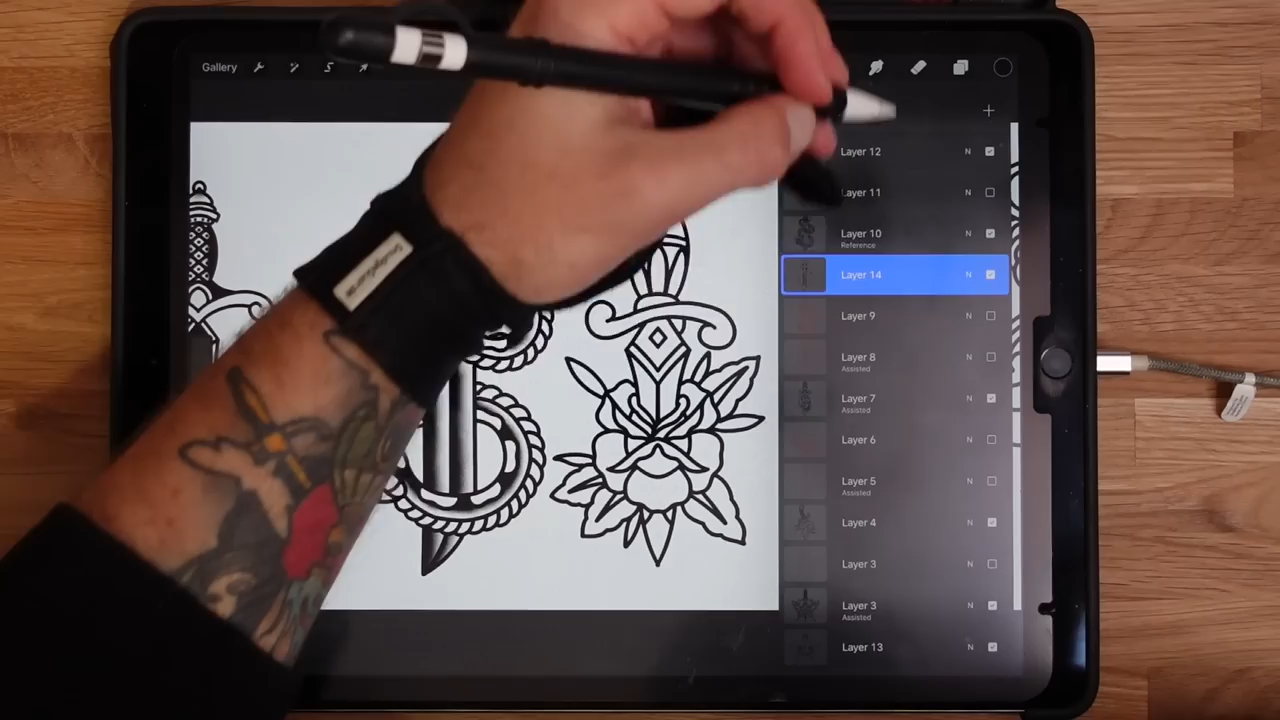 Gallery
Layer 12 N
Layer 11 N
Layer 10 N
Reference
Layer 14 N
Layer 9 N
Layer 8 N
Assisted
Layer 7 N
Assisted
Layer 6 N
Layer 5 N
Assisted
Layer 4 N
Layer 3 N
Layer 3 N
Assisted
Layer 13 N